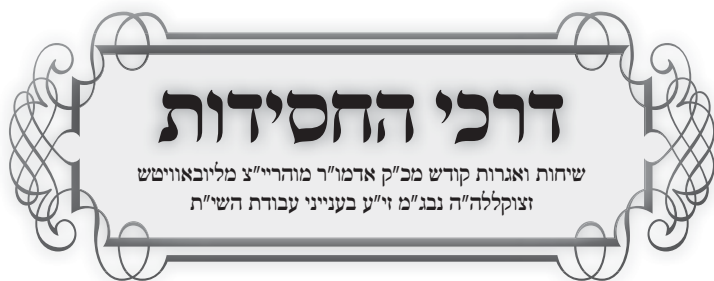 דרכי החסידות
שיחות ואגרות קודש מכ"ק אדמו"ר מוהריי"צ מליובאוויטש
זצוקללה"ה נבג"מ זי"ע בענייני עבודת השי"ת